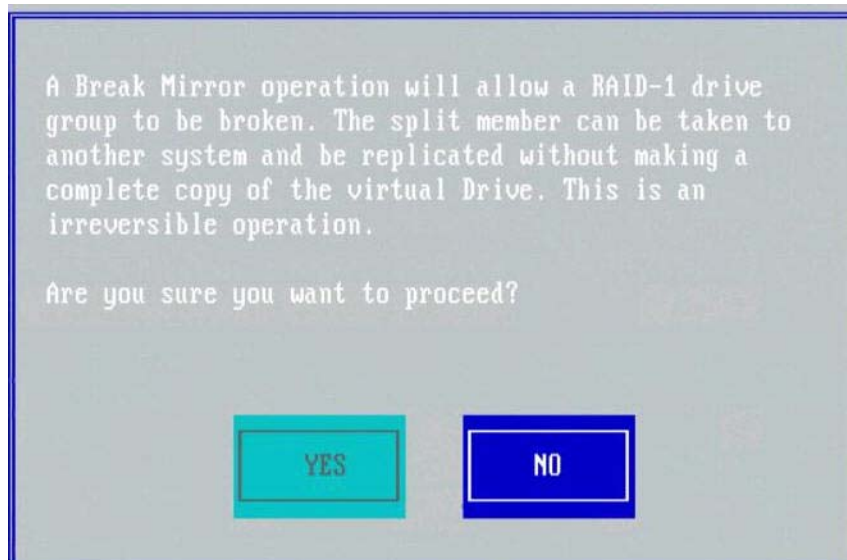 A Break Mirror operation will allow a RAID-1 drive
group to be broken. The split member can be taken to
another system and be replicated without making a
complete copy of the virtual Drive. This is an
irreversible operation.
Are you sure you want to proceed?
YES
NO